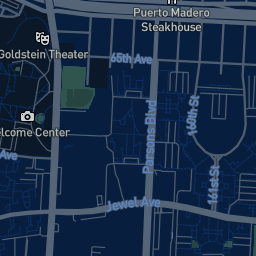 Puerto Madero
Steakhouse
Goldstein Theater
65th Ave
160th St
elcome Center
Parsons Blvd
Ave
161st St
Jewel Ave